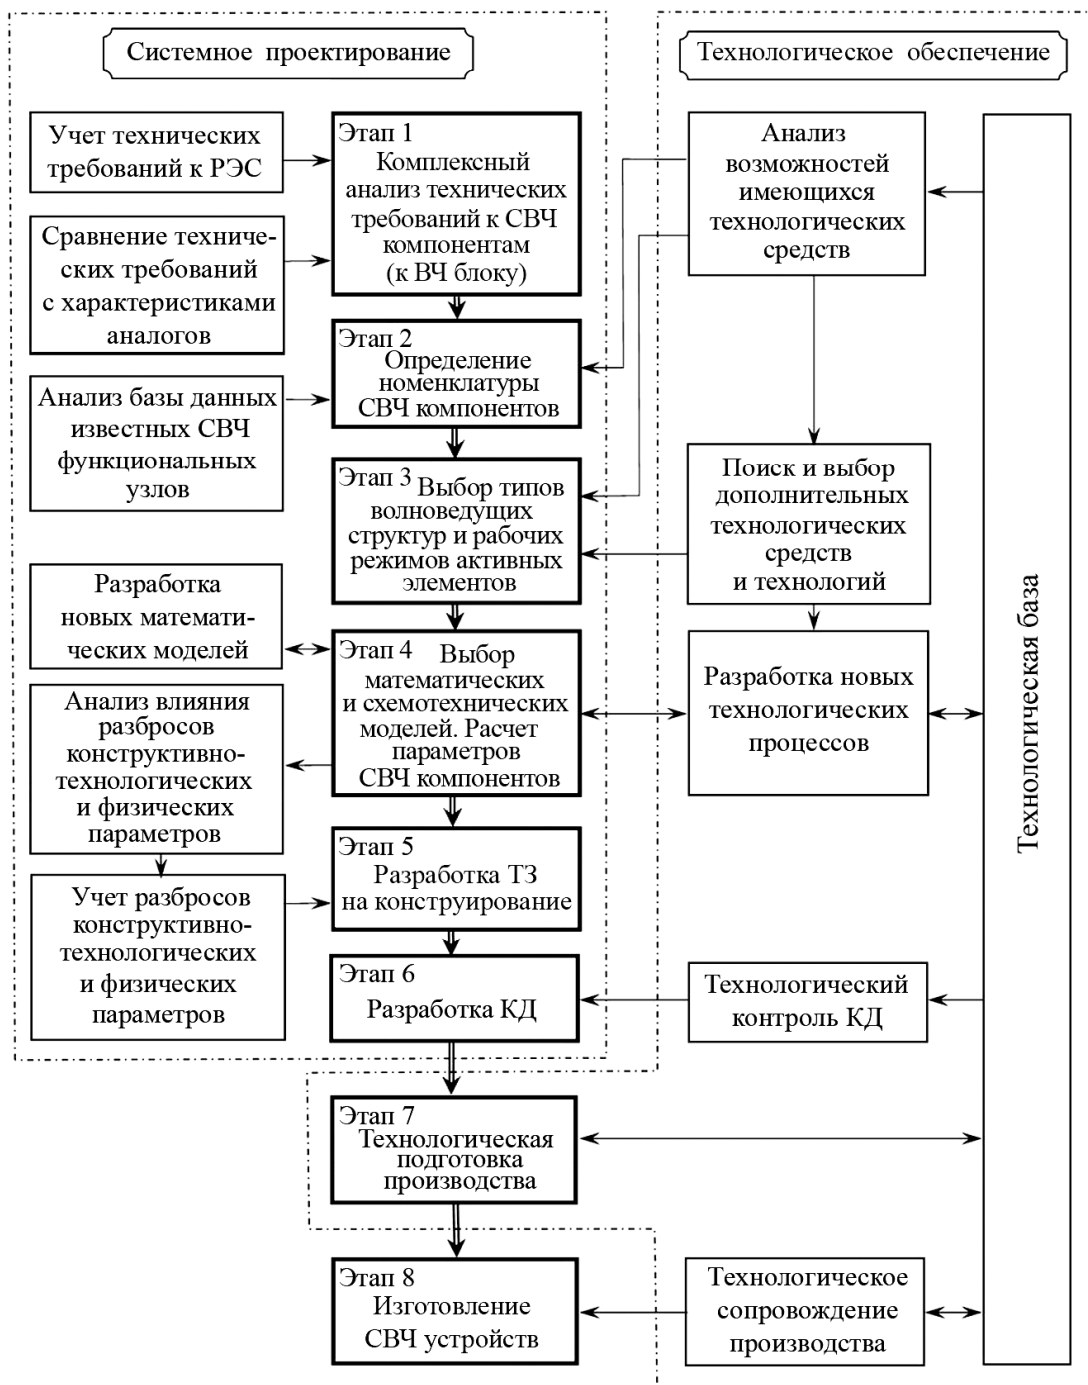 Системное проектирование
Технологическое обеспечение
Учет технических
требований к РЭС
Сравнение техниче-
ских требований
с характеристиками
аналогов
Анализ базы данных
известных СВЧ
функциональных
узлов
Разработка
новых математи-
ческих моделей
Анализ влияния
разбросов
конструктивно-
технологических
и физических
параметров
Учет разбросов
конструктивно-
технологических
и физических
параметров
Этап 1
Комплексный
анализ технических
требований к СВЧ
компонентам
(к ВЧ блоку)
Этап 2
Определение
номенклатуры
СВЧ компонентов
Этап 3 Выбор типов
волноведущих
структур и рабочих
режимов активных
элементов
Этап 4 Выбор
математических
и схемотехнических
моделей. Расчет
параметров
СВЧ компонентов
Этап 5
Разработка ТЗ
на конструирование
Этап 6
Разработка КД
Этап 7
Технологическая
подготовка
производства
Этап 8
Изготовление
СВЧ устройств
Анализ
возможностей
имеющихся
технологических
средств
Поиск и выбор
дополнительных
технологических
средств
и технологий
Разработка новых
технологических
процессов
Технологический
контроль КД
Технологическое
сопровождение
производства
Технологическая база